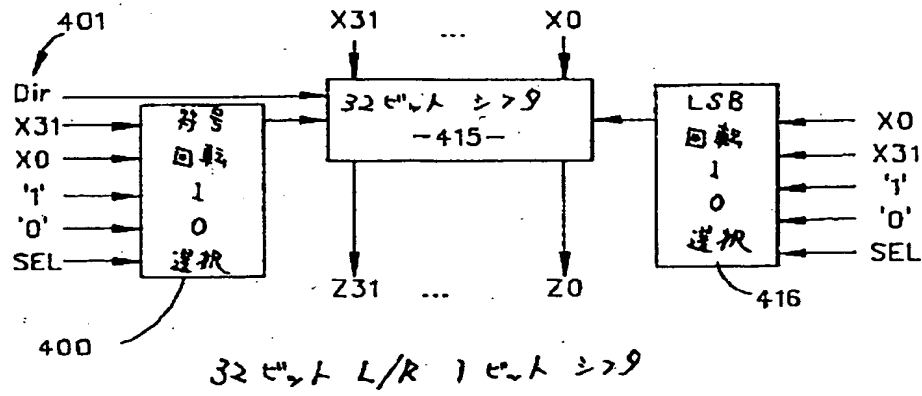 401
X31 ... X0
Dir
32ビット シフタ
-415-
X31
X0
'1'
'0'
SEL
符号
回転
1
0
選択
LSB
回転
1
0
選択
X0
X31
'1'
'0'
SEL
Z31 ... Z0
400
416
32ビット L/R 1ビット シフタ